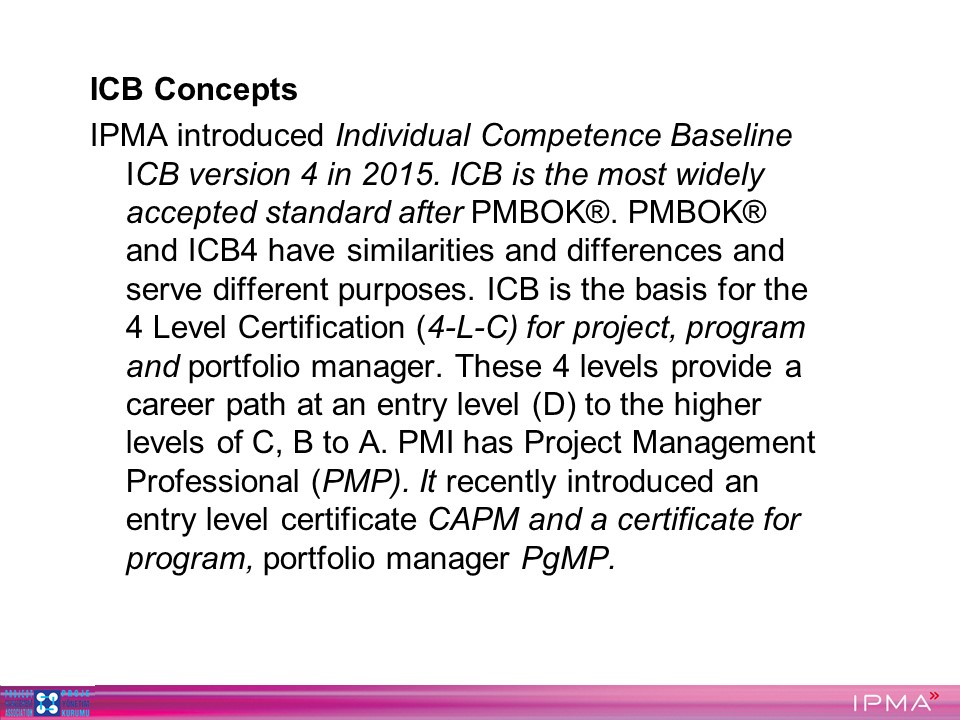 ICB Concepts
IPMA introduced Individual Competence Baseline
ICB version 4 in 2015. ICB is the most widely
accepted standard after PMBOK®. PMBOK®
and ICB4 have similarities and differences and
serve different purposes. ICB is the basis for the
4 Level Certification (4-L-C) for project, program
and portfolio manager. These 4 levels provide a
career path at an entry level (D) to the higher
levels of C, B to A. PMI has Project Management
Professional (PMP). It recently introduced an
entry level certificate CAPM and a certificate for
program, portfolio manager PgMP.
IPMA